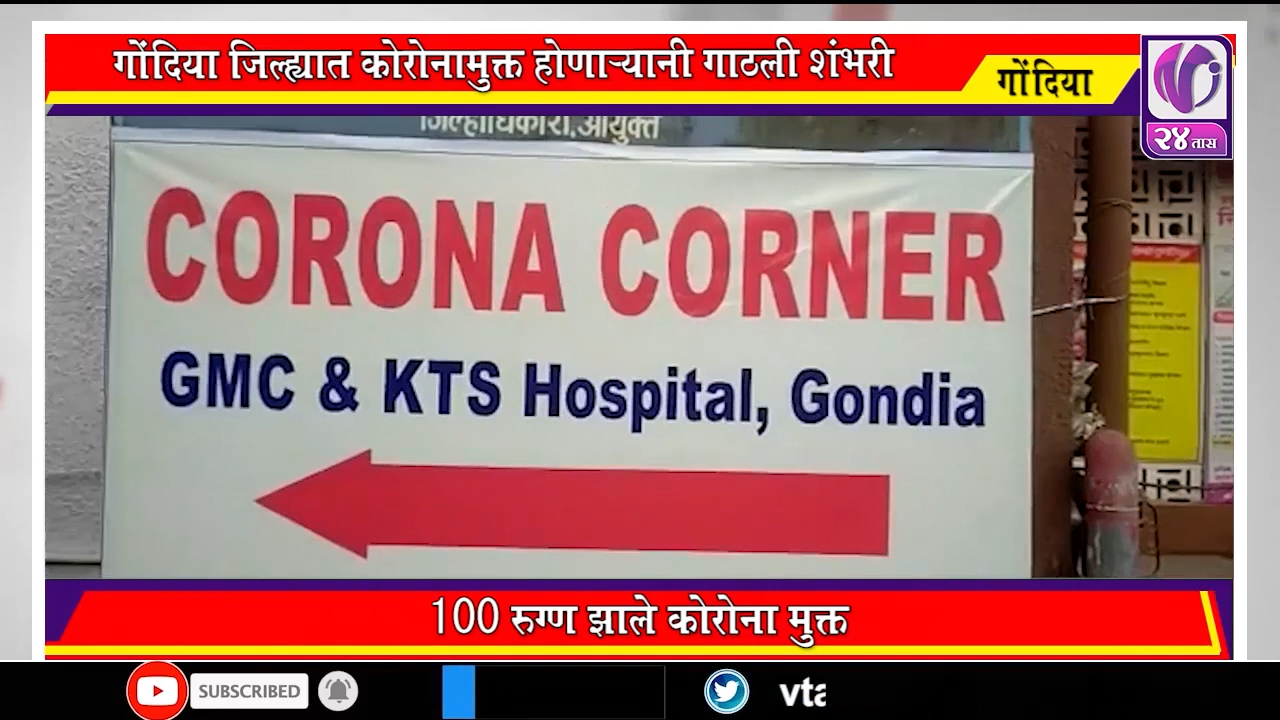 गोंदिया जिल्ह्यात कोरोनामुक्त होणाऱ्यानी गाठली शंभरी
गोंदिया
२४ तास
जिल्हाधिकारी, आयुक्त
CORONA CORNER
GMC & KTS Hospital, Gondia
100 रुग्ण झाले कोरोना मुक्त
SUBSCRIBED
vta